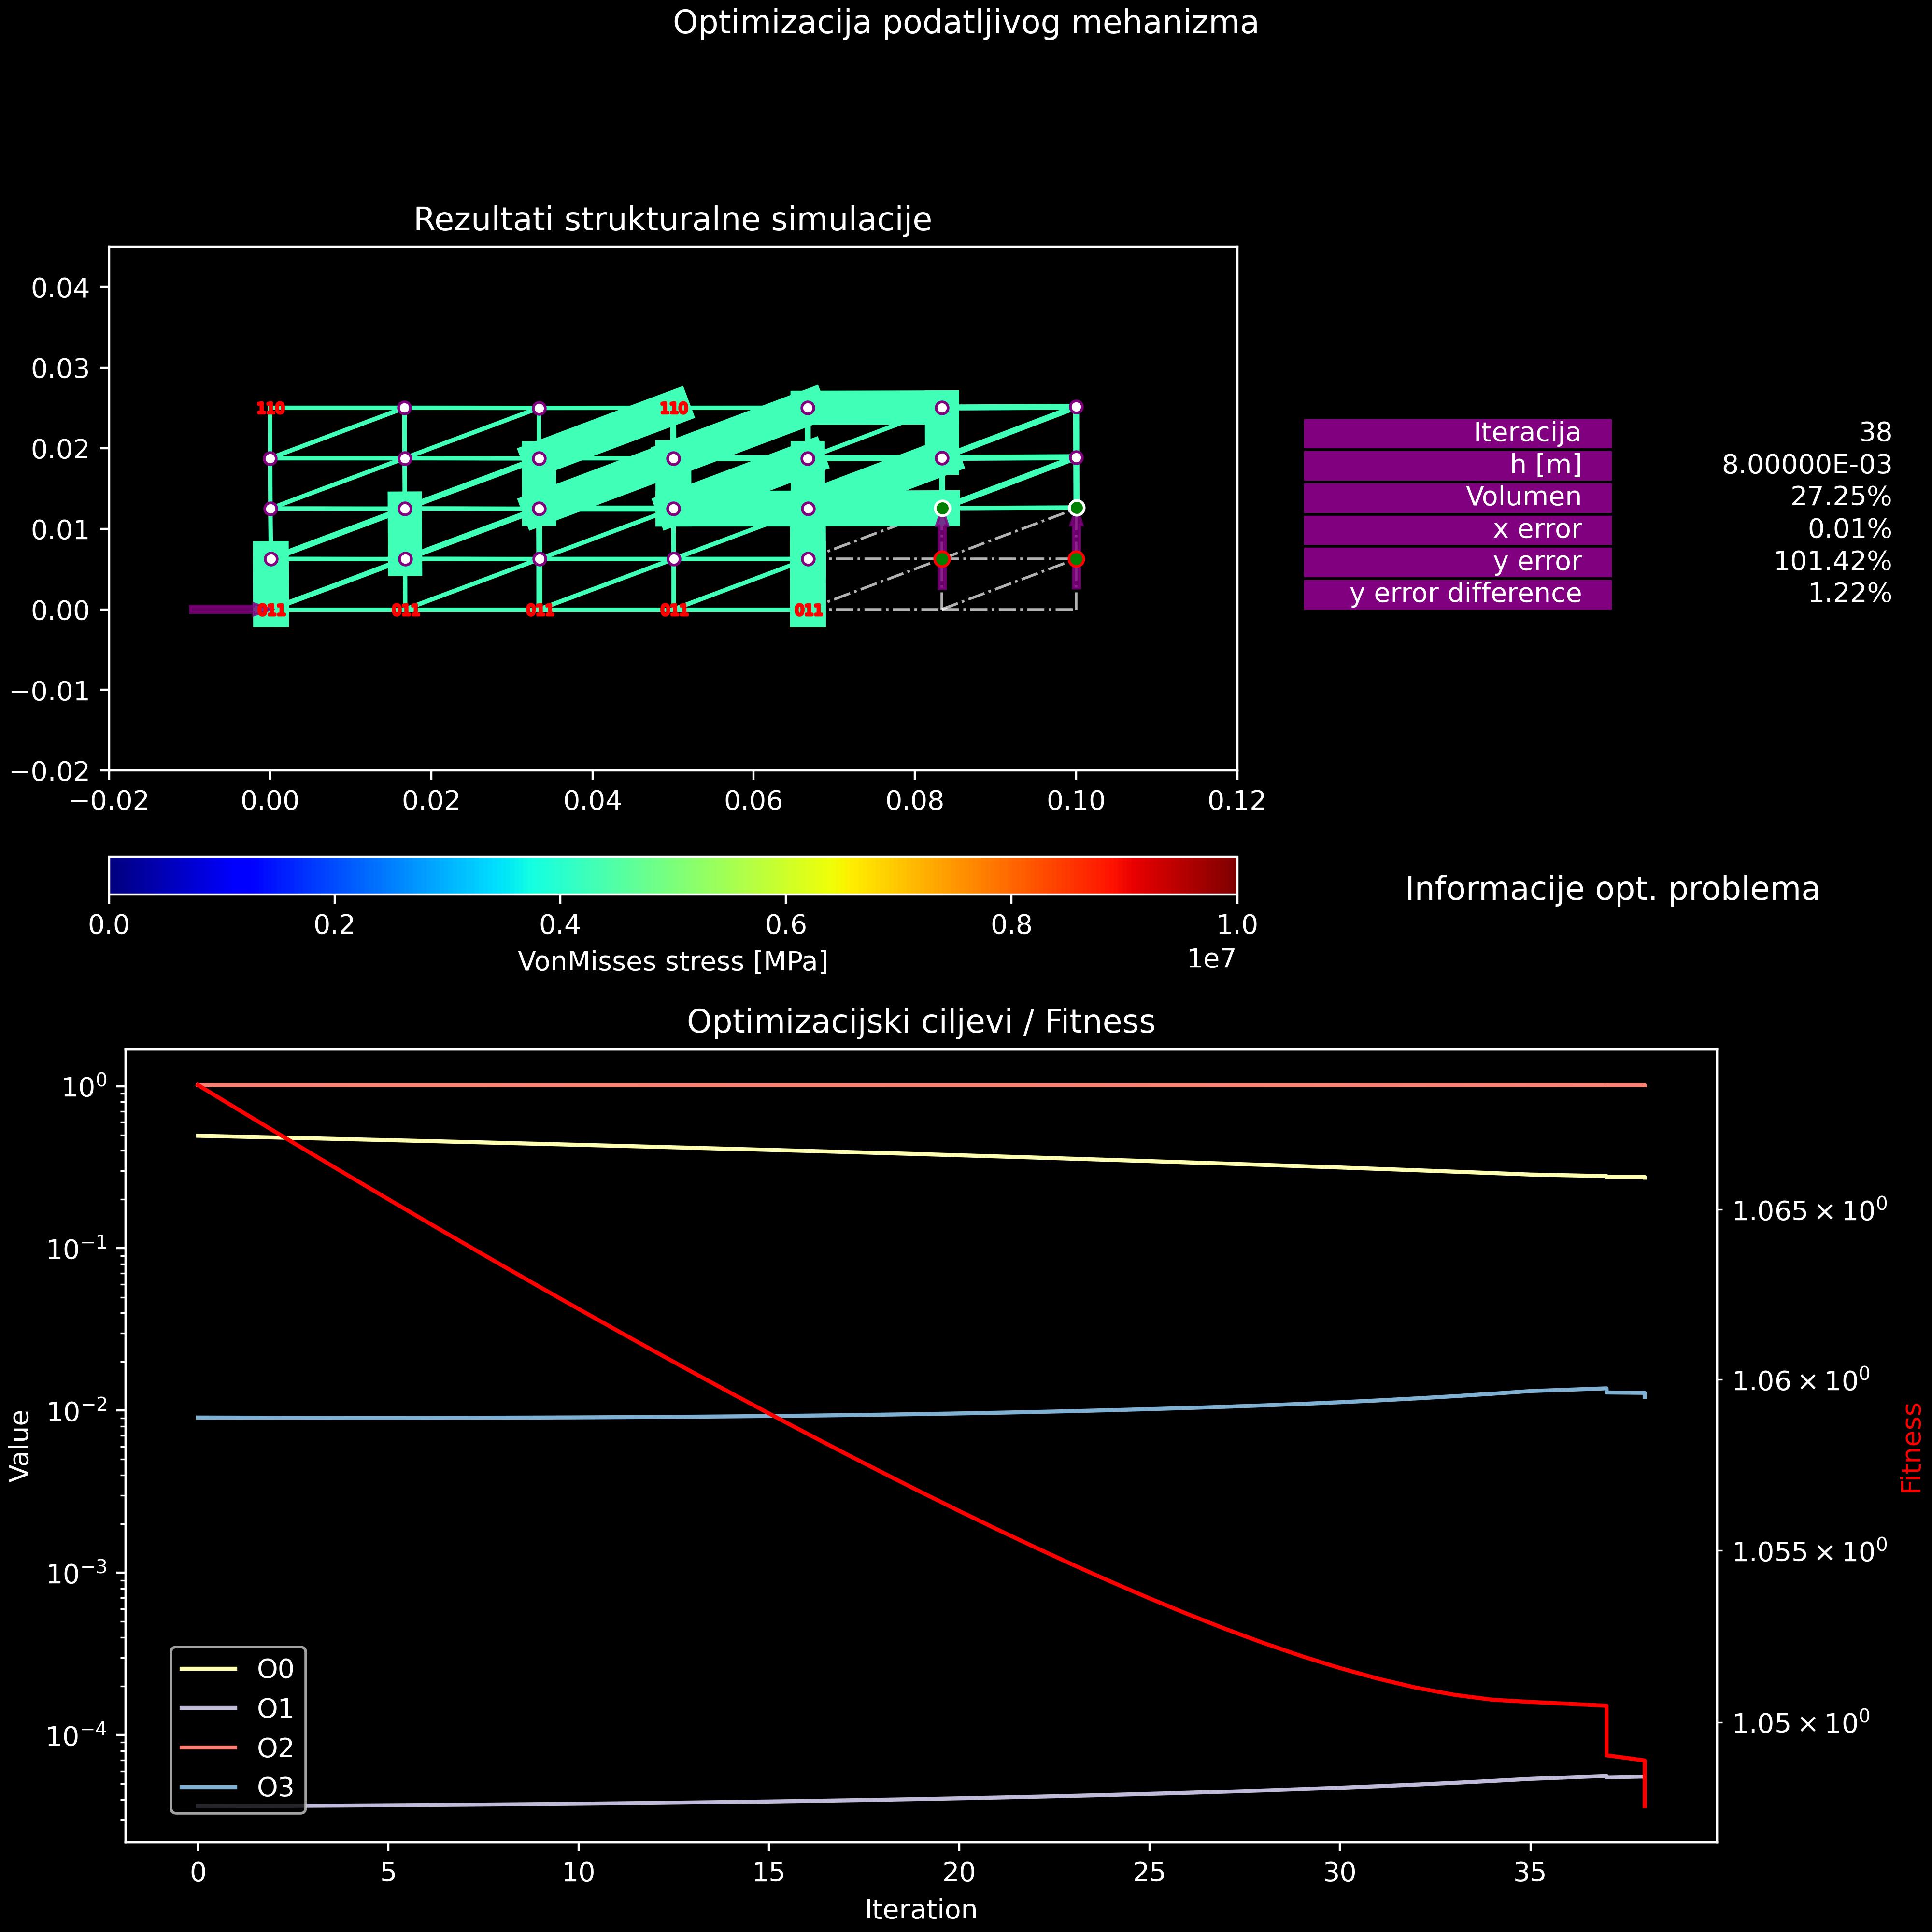 Optimizacija podatljivog mehanizma
Rezultati strukturalne simulacije
0.04
0.03
0.02
0.01
0.00
−0.01
−0.02
110
110
011
011
011
011
011
−0.02
0.00
0.02
0.04
0.06
0.08
0.10
0.12
Iteracija 38
h [m] 8.00000E-03
Volumen 27.25%
x error 0.01%
y error 101.42%
y error difference 1.22%
0.0
0.2
0.4
0.6
0.8
1.0
1e7
VonMisses stress [MPa]
Informacije opt. problema
Optimizacijski ciljevi / Fitness
10⁰
10⁻¹
10⁻²
10⁻³
10⁻⁴
Value
1.065 × 10⁰
1.06 × 10⁰
1.055 × 10⁰
1.05 × 10⁰
Fitness
O0
O1
O2
O3
0
5
10
15
20
25
30
35
Iteration